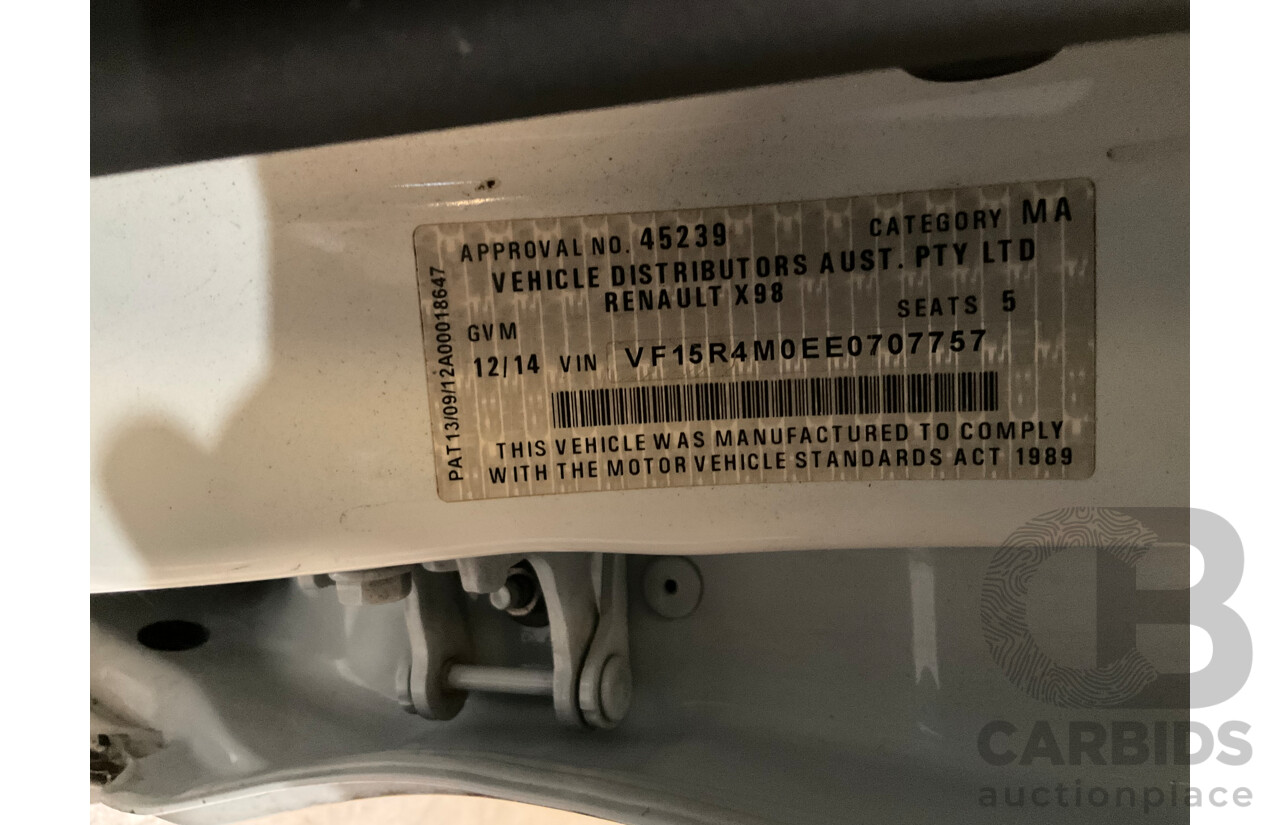 APPROVAL NO. 45239 CATEGORY MA
VEHICLE DISTRIBUTORS AUST. PTY LTD
RENAULT X98
GVM SEATS 5
12/14 VIN VF15R4M0EE0707757
THIS VEHICLE WAS MANUFACTURED TO COMPLY
WITH THE MOTOR VEHICLE STANDARDS ACT 1989
PAT13/09/12A00018647
CB
CARBIDS
auctionplace